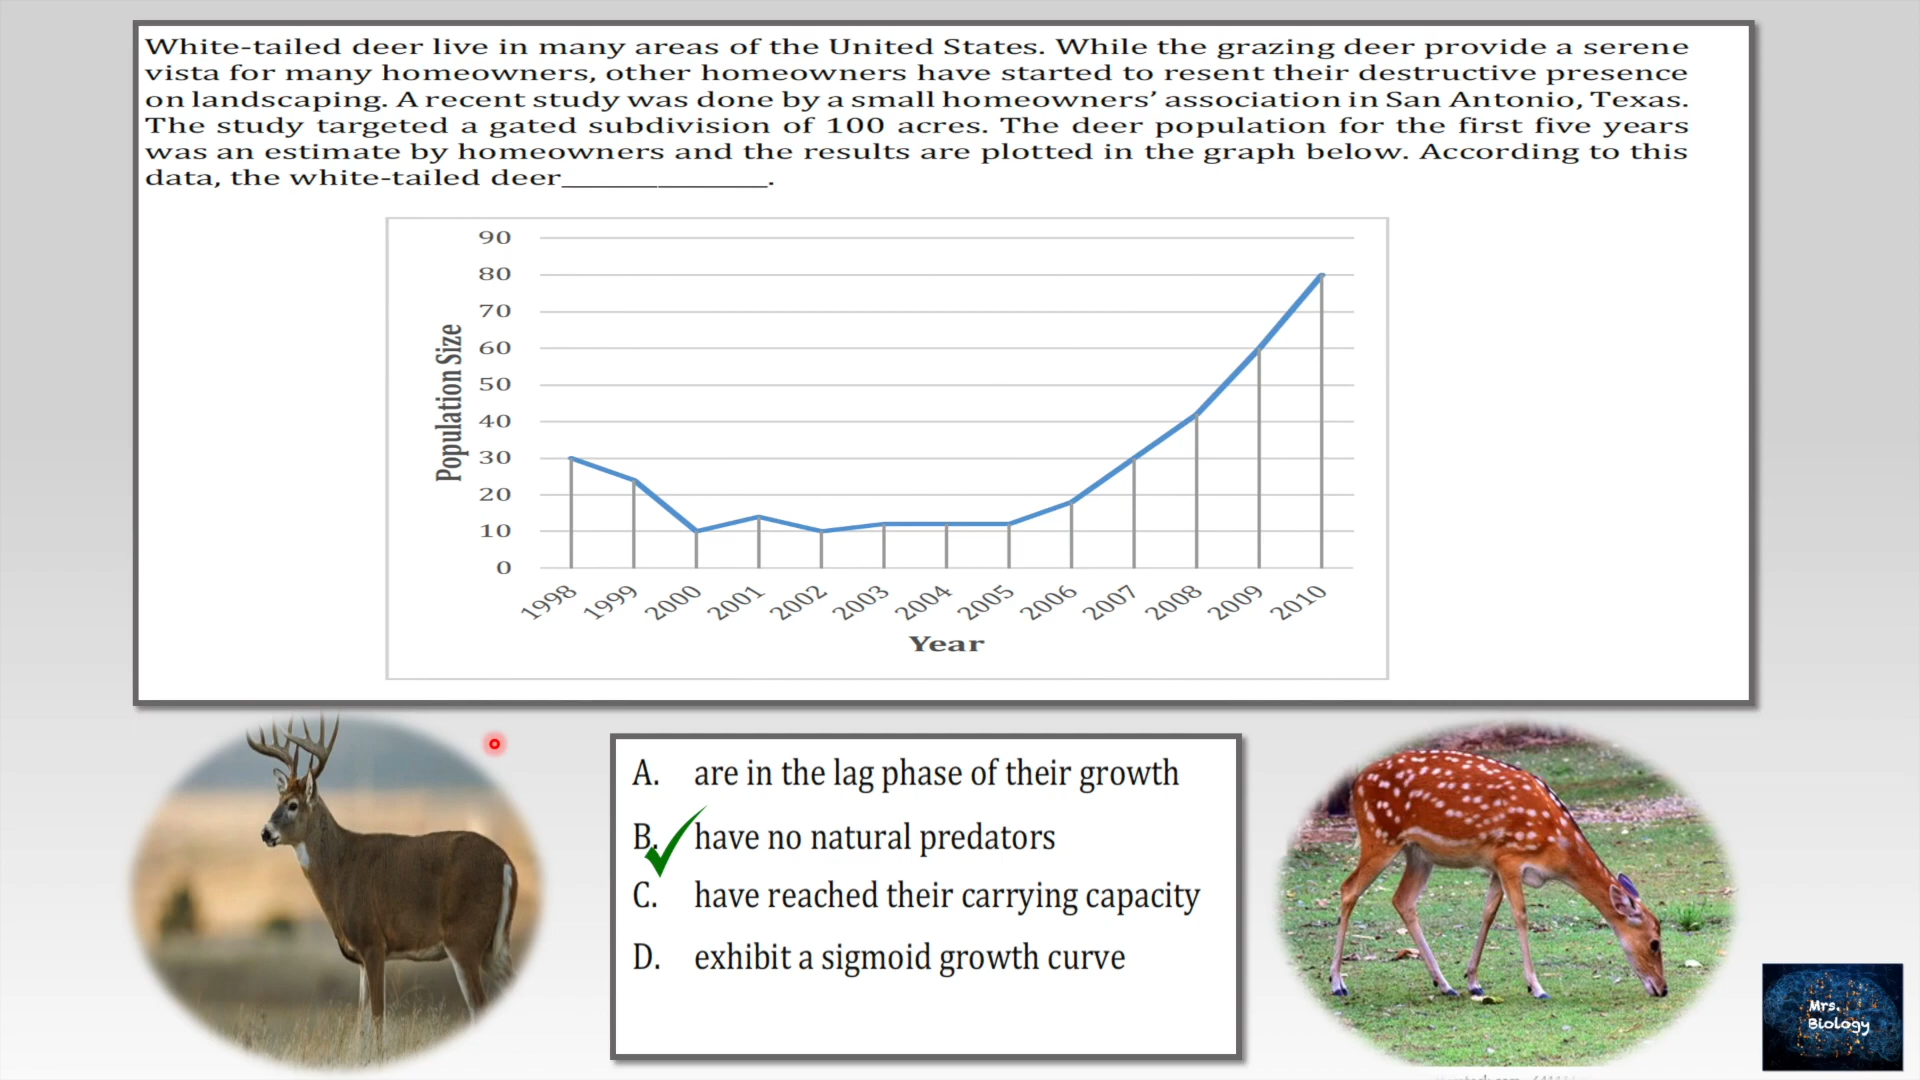 White-tailed deer live in many areas of the United States. While the grazing deer provide a serene
vista for many homeowners, other homeowners have started to resent their destructive presence
on landscaping. A recent study was done by a small homeowners’ association in San Antonio, Texas.
The study targeted a gated subdivision of 100 acres. The deer population for the first five years
was an estimate by homeowners and the results are plotted in the graph below. According to this
data, the white-tailed deer______________.
90
80
70
60
50
40
30
20
10
0
Population Size
1998 1999 2000 2001 2002 2003 2004 2005 2006 2007 2008 2009 2010
Year
A. are in the lag phase of their growth
B. have no natural predators
C. have reached their carrying capacity
D. exhibit a sigmoid growth curve
Mrs.
Biology